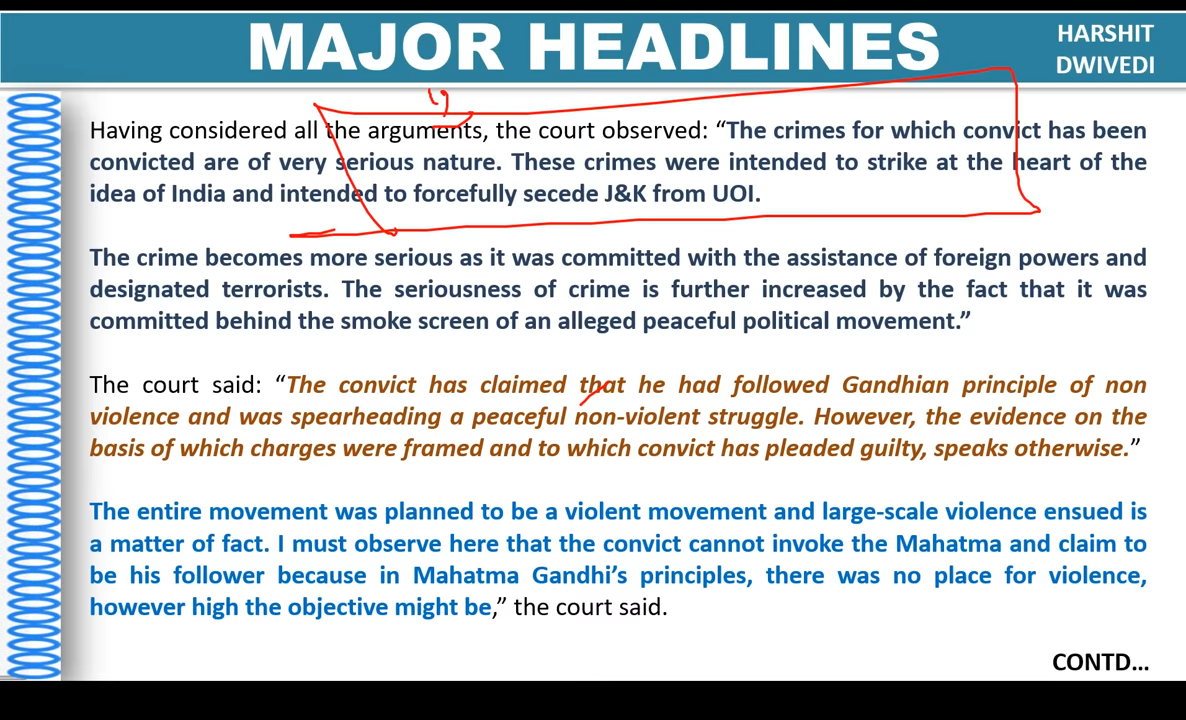 MAJOR HEADLINES
HARSHIT
DWIVEDI
Having considered all the arguments, the court observed: “The crimes for which convict has been
convicted are of very serious nature. These crimes were intended to strike at the heart of the
idea of India and intended to forcefully secede J&K from UOI.
The crime becomes more serious as it was committed with the assistance of foreign powers and
designated terrorists. The seriousness of crime is further increased by the fact that it was
committed behind the smoke screen of an alleged peaceful political movement.”
The court said: “The convict has claimed that he had followed Gandhian principle of non
violence and was spearheading a peaceful non-violent struggle. However, the evidence on the
basis of which charges were framed and to which convict has pleaded guilty, speaks otherwise.”
The entire movement was planned to be a violent movement and large-scale violence ensued is
a matter of fact. I must observe here that the convict cannot invoke the Mahatma and claim to
be his follower because in Mahatma Gandhi’s principles, there was no place for violence,
however high the objective might be,” the court said.
CONTD…